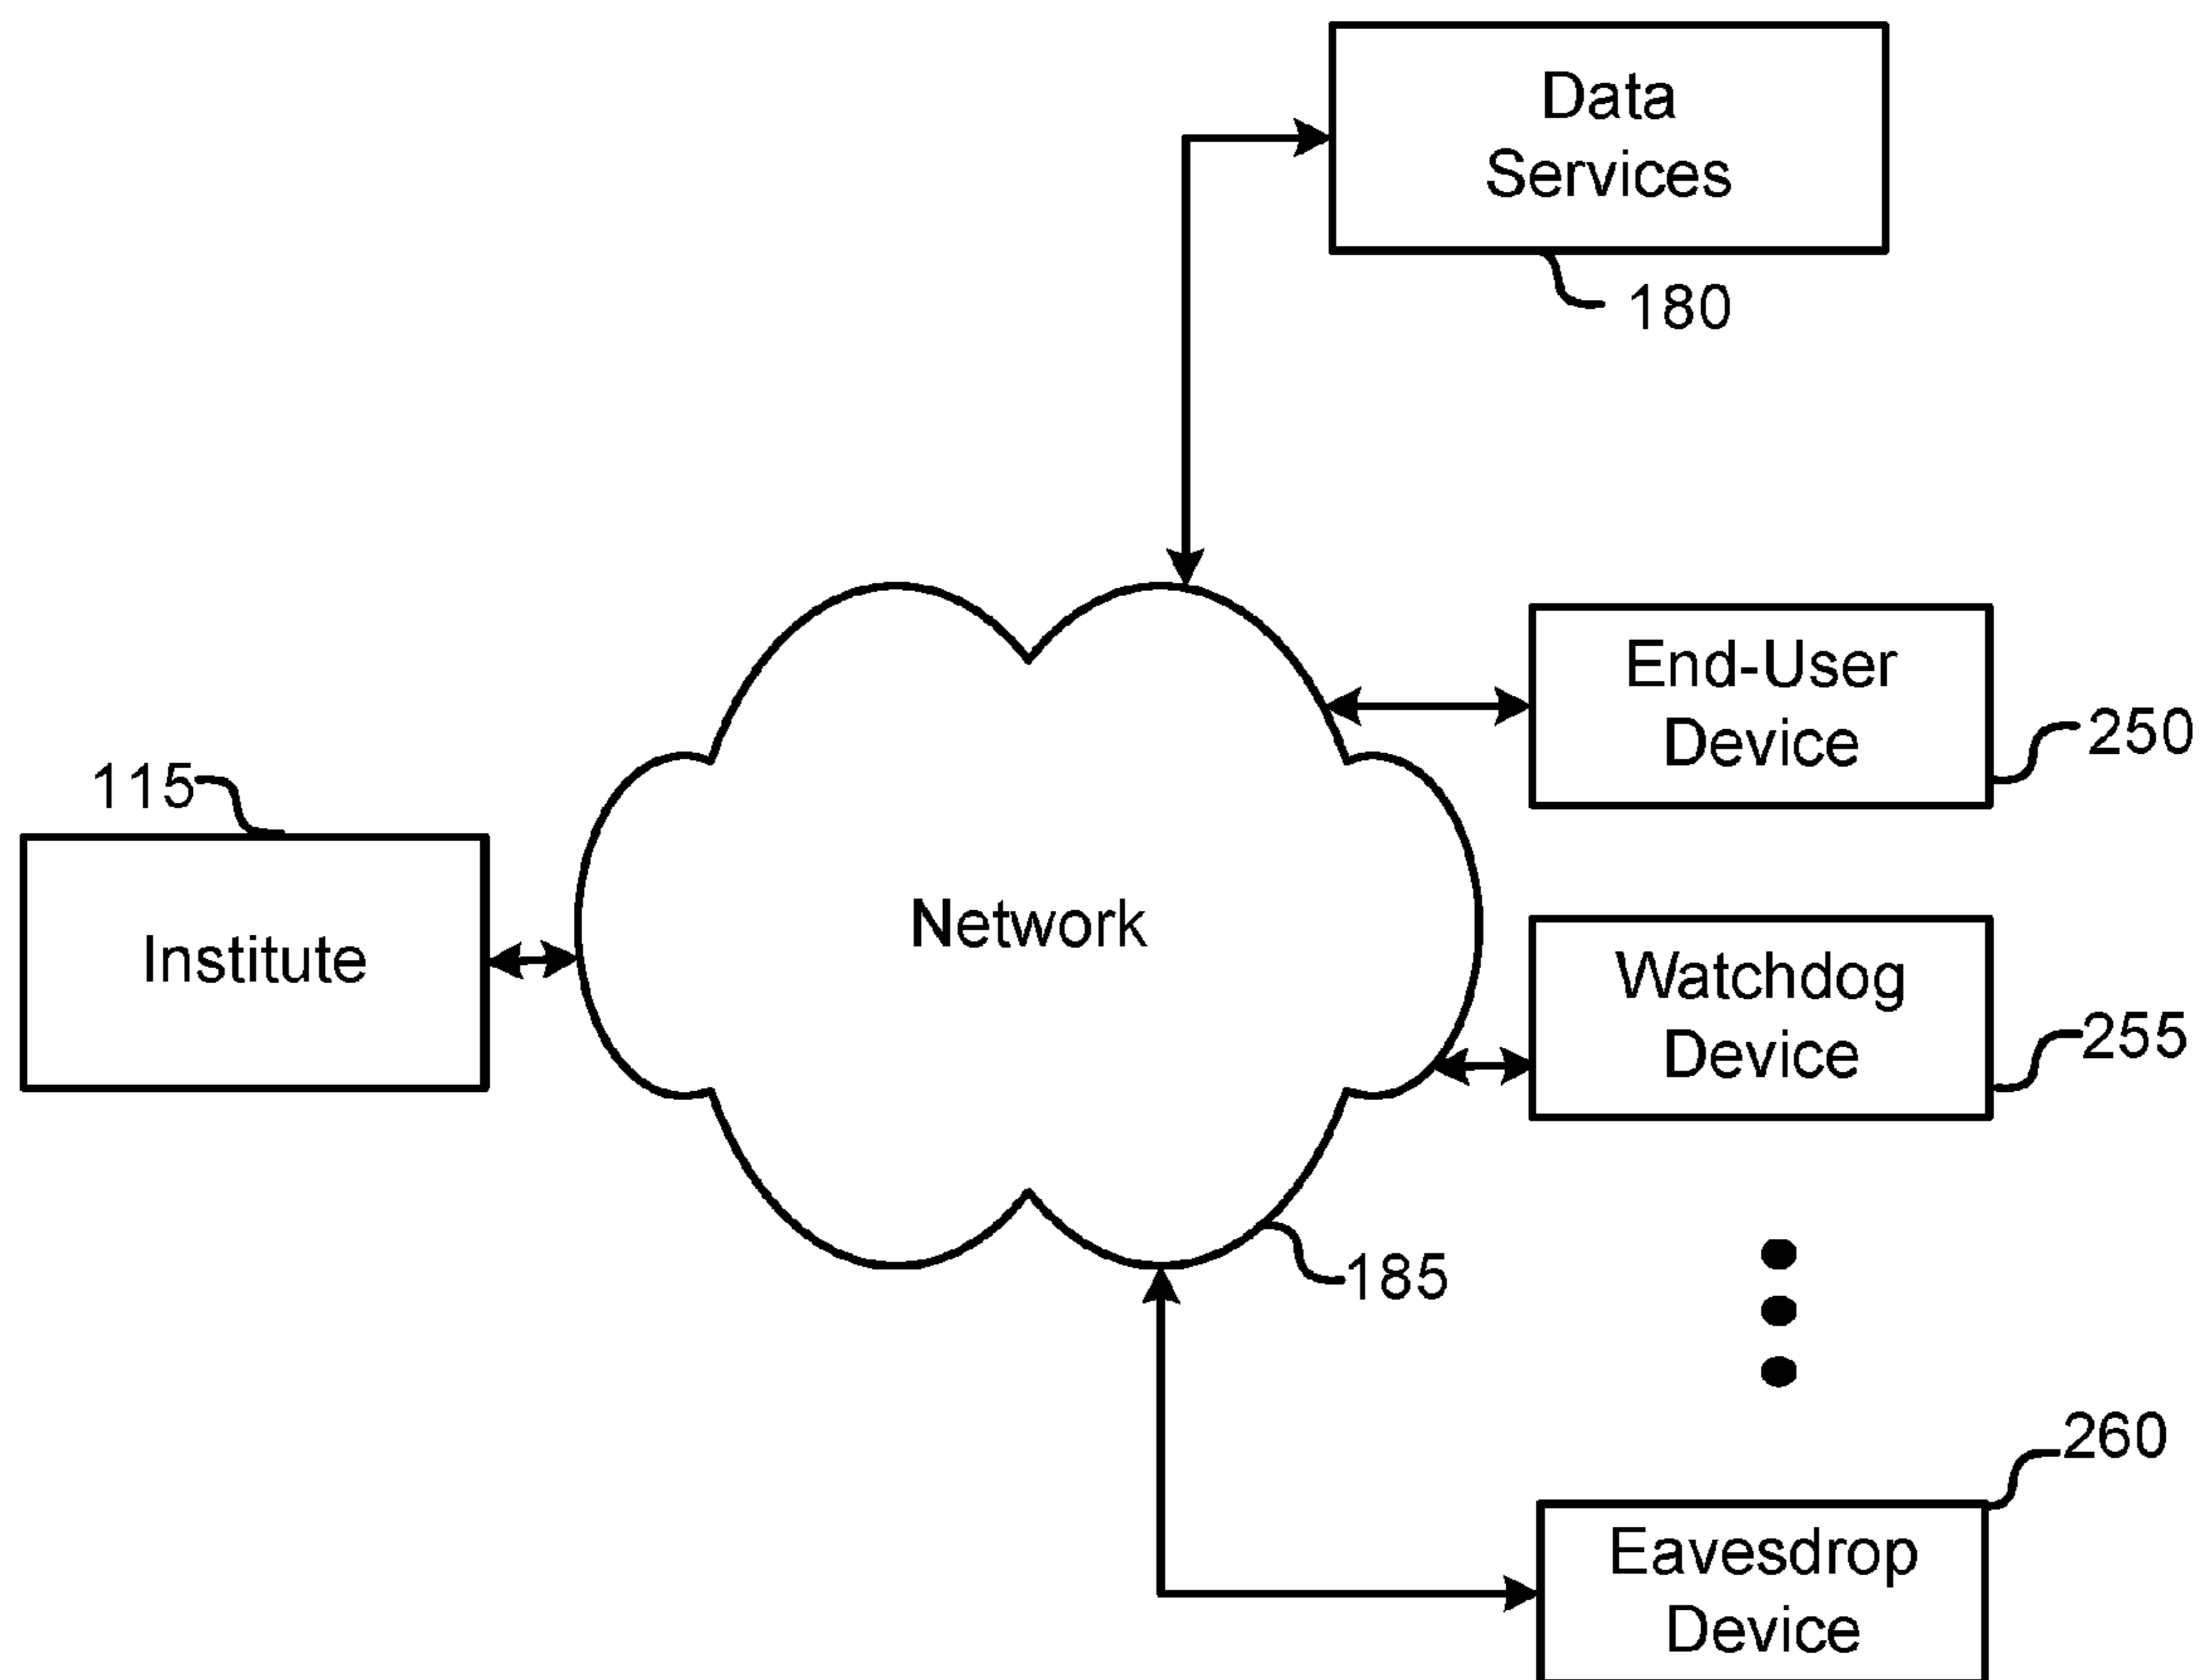 Data
Services
180
End-User
Device
250
115
Institute
Network
Watchdog
Device
255
185
260
Eavesdrop
Device